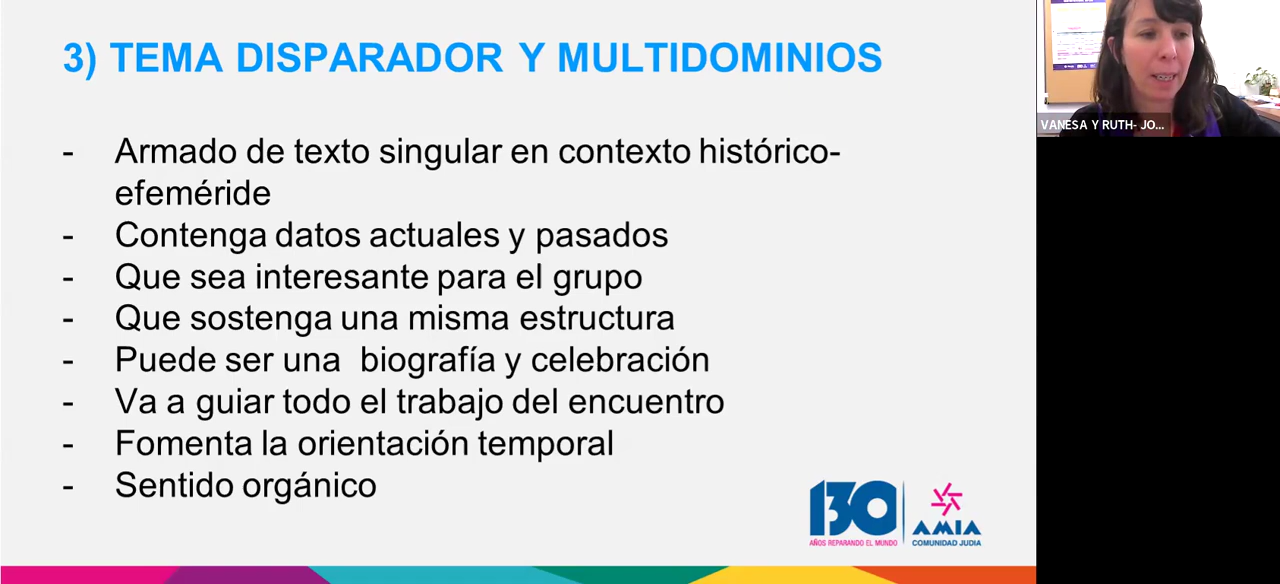 3) TEMA DISPARADOR Y MULTIDOMINIOS
- Armado de texto singular en contexto histórico-
efeméride
- Contenga datos actuales y pasados
- Que sea interesante para el grupo
- Que sostenga una misma estructura
- Puede ser una  biografía y celebración
- Va a guiar todo el trabajo del encuentro
- Fomenta la orientación temporal
- Sentido orgánico
130
AÑOS REPARANDO EL MUNDO
AMIA
COMUNIDAD JUDIA
VANESA Y RUTH- JO...